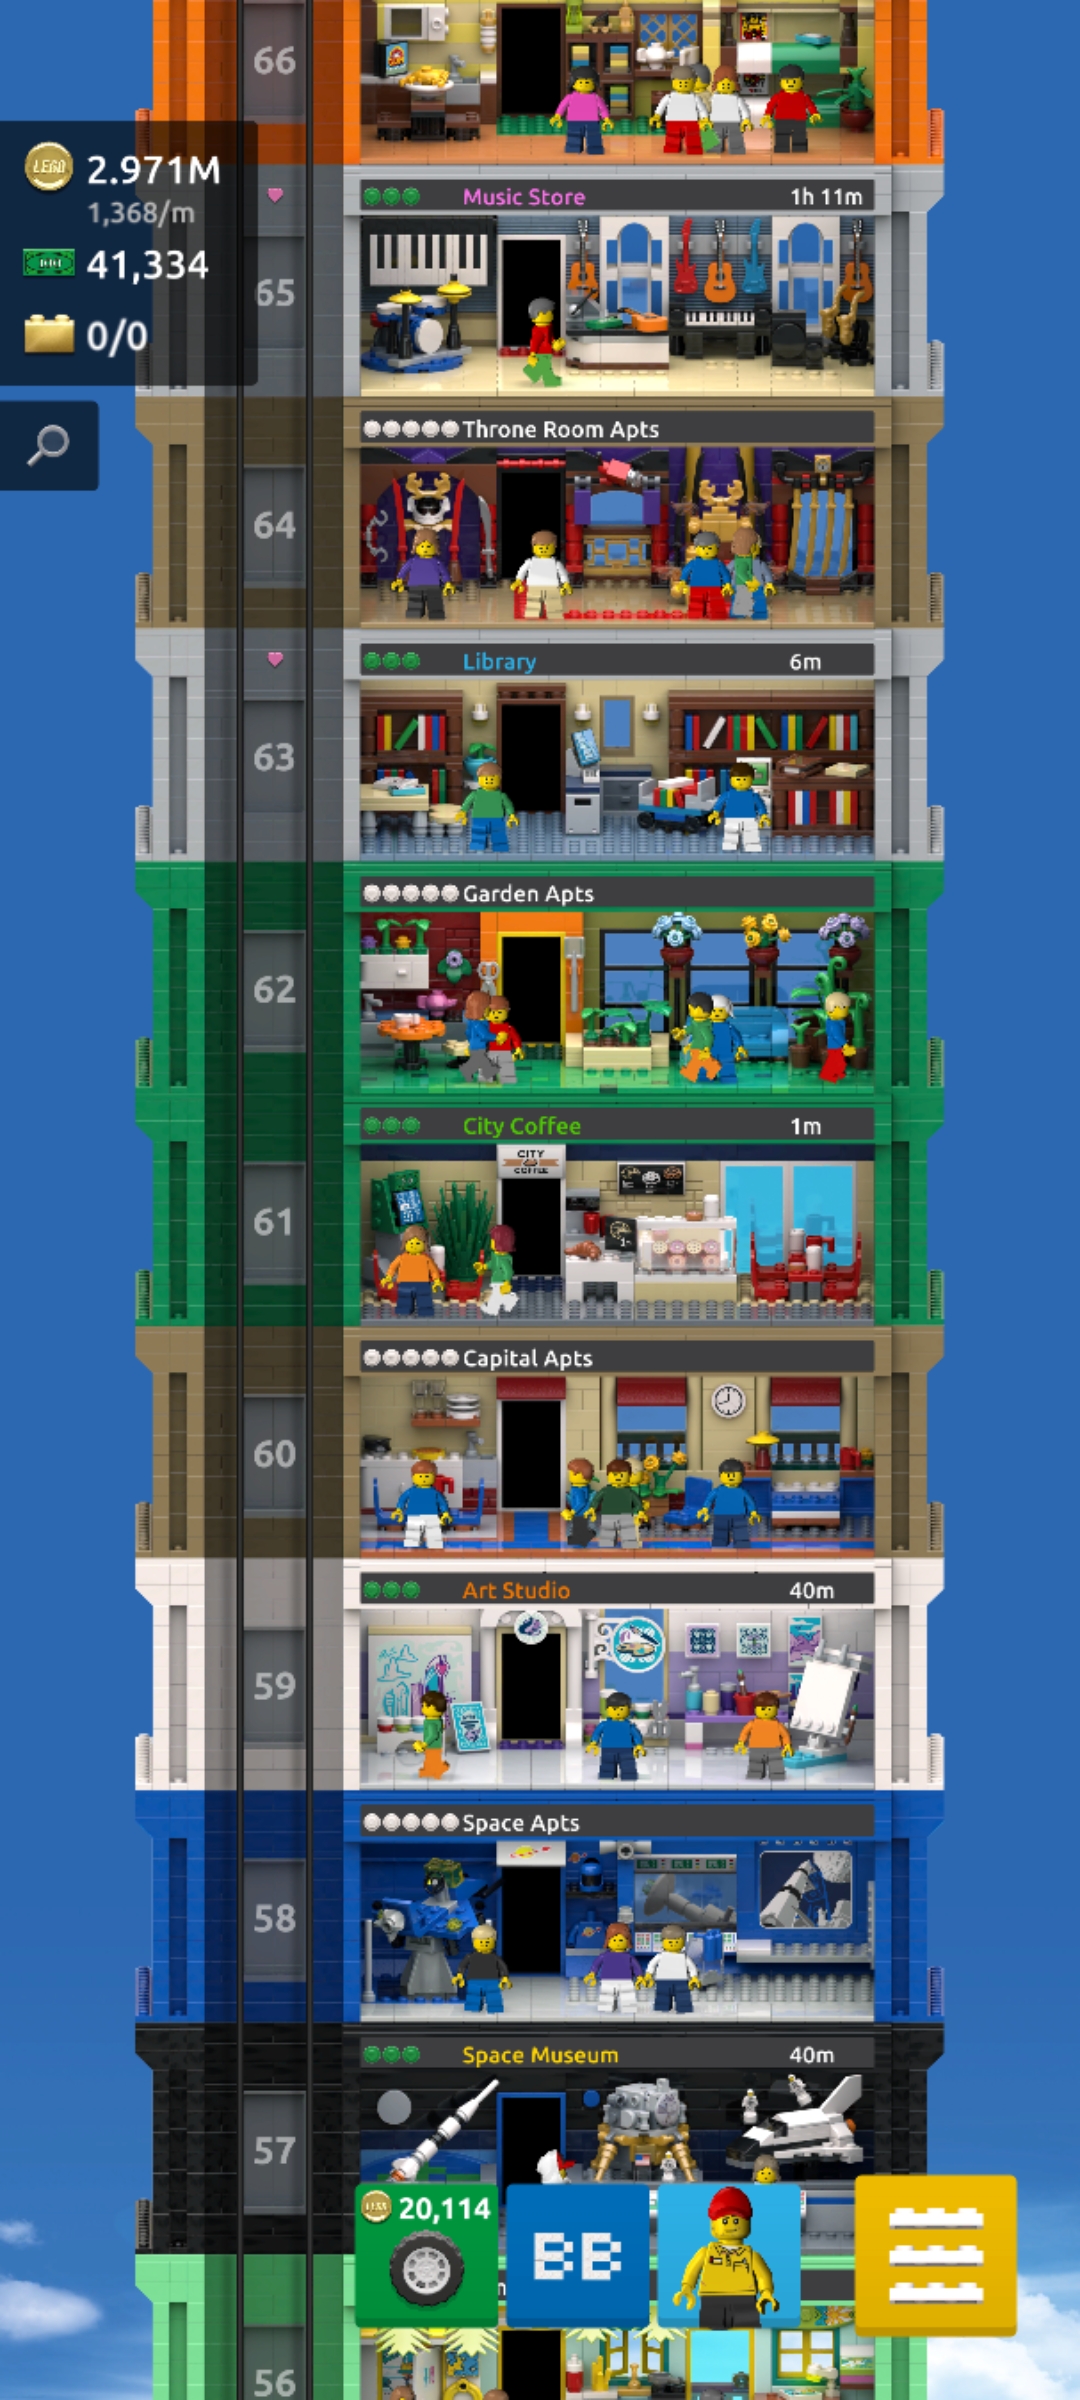 66
LEGO 2.971M
1,368/m
41,334
0/0
Music Store 1h 11m
65
Throne Room Apts
64
Library 6m
63
Garden Apts
62
City Coffee 1m
CITY
COFFEE
61
Capital Apts
60
Art Studio 40m
59
Space Apts
58
Space Museum 40m
57
20,114
BB
56